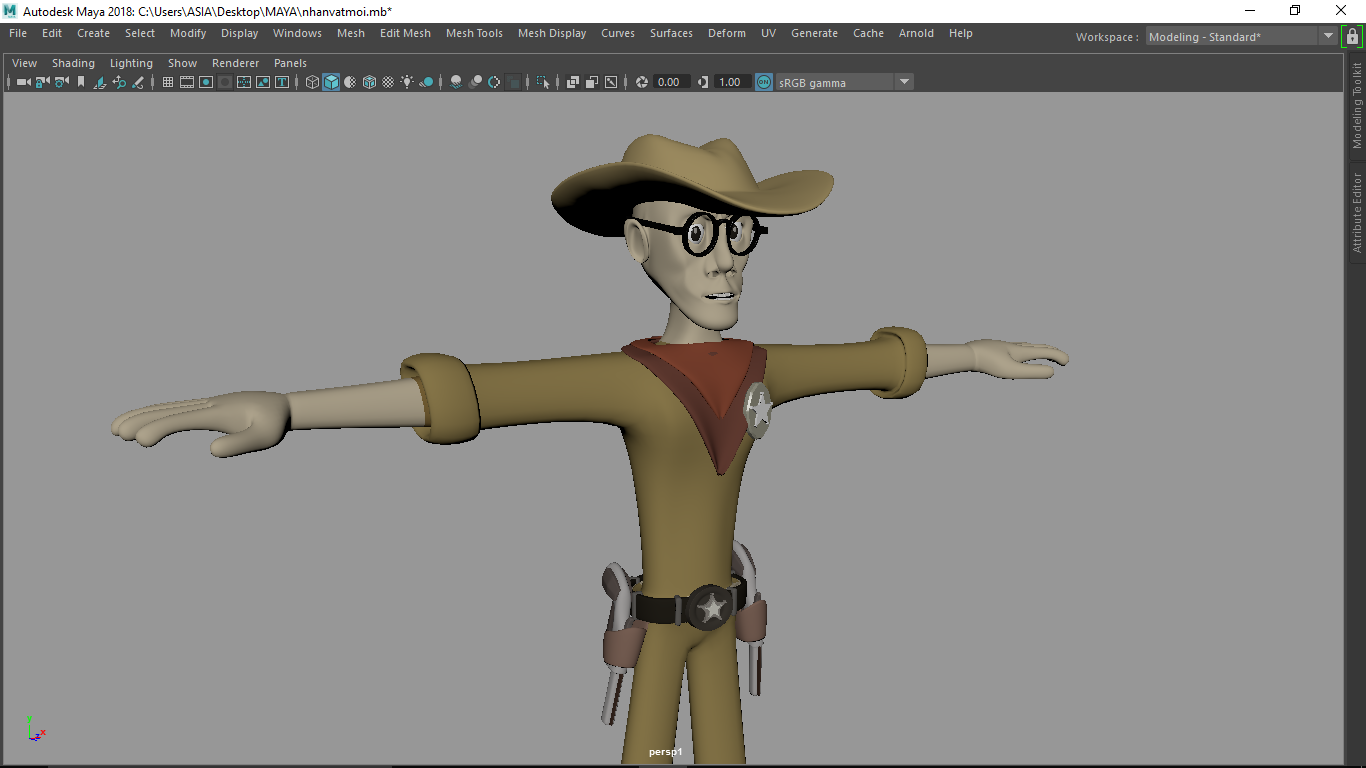 Autodesk Maya 2018: C:\Users\ASIA\Desktop\MAYA\nhanvatmoi.mb*
File Edit Create Select Modify Display Windows Mesh Edit Mesh Mesh Tools Mesh Display Curves Surfaces Deform UV Generate Cache Arnold Help Workspace : Modeling - Standard*
View Shading Lighting Show Renderer Panels
0.00 1.00 ON sRGB gamma
Modeling Toolkit
Attribute Editor
persp1